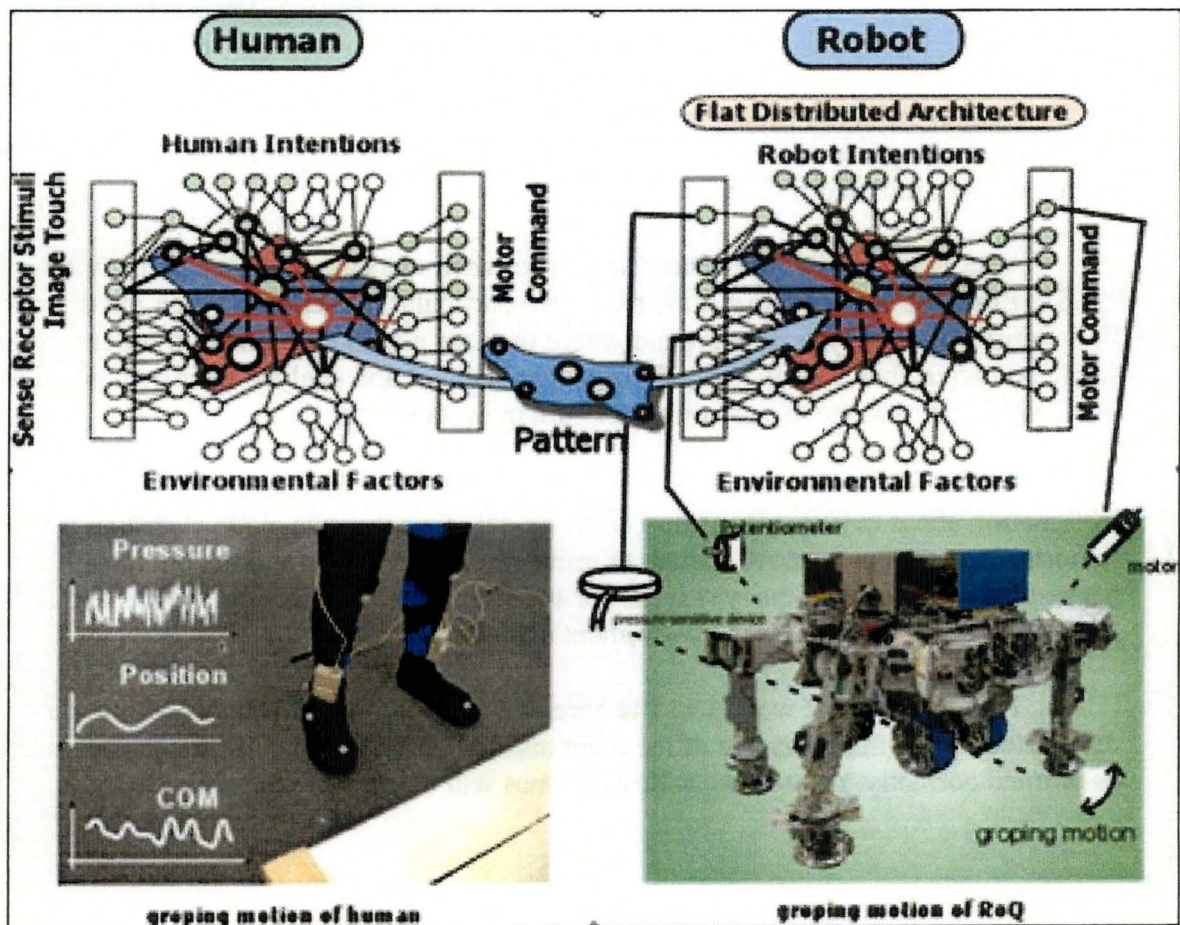 Human
Robot
Flat Distributed Architecture
Human Intentions
Robot Intentions
Sense Receptor Stimuli
Image Touch
Motor
Command
Motor Command
Pattern
Environmental Factors
Environmental Factors
Pressure
Position
COM
Potentiometer
motor
pressure-sensitive device
groping motion
groping motion of human
groping motion of RoQ